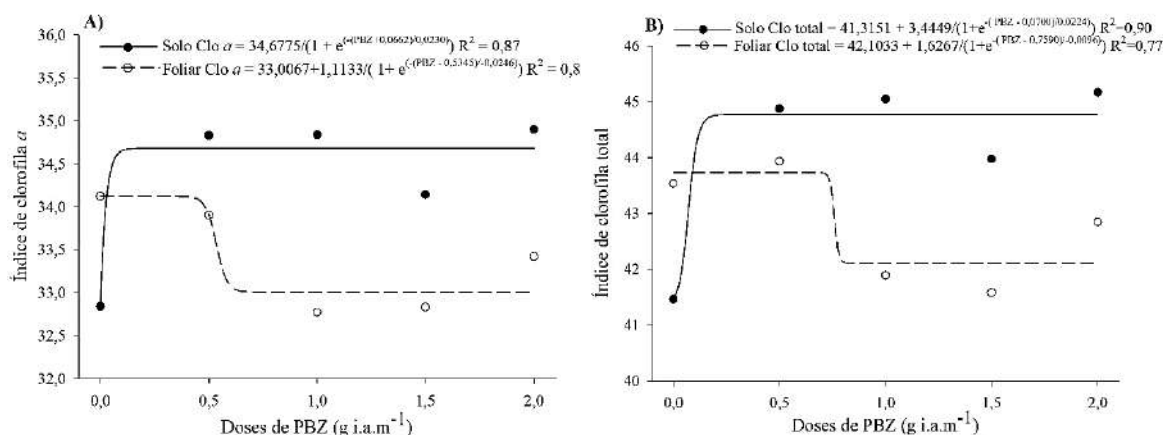 A)
Solo Clo a = 34,6775/(1 + e(-(PBZ+0,0662)/0,0230)) R2 = 0,87
Foliar Clo a = 33,0067+1,1133/( 1+ e(-(PBZ - 0,5345)/-0,0246)) R2 = 0,8
36,0
35,5
35,0
34,5
34,0
33,5
33,0
32,5
32,0
Índice de clorofila a
0,0 0,5 1,0 1,5 2,0
Doses de PBZ (g i.a.m-1)
B)
Solo Clo total = 41,3151 + 3,4449/(1+e-( PBZ - 0,0700)/0,0224) R2=0,90
Foliar Clo total = 42,1033 + 1,6267/(1+e-( PBZ - 0,7590)/-0,0096) R2=0,77
46
45
44
43
42
41
40
Índice de clorofila total
0,0 0,5 1,0 1,5 2,0
Doses de PBZ (g i.a.m-1)